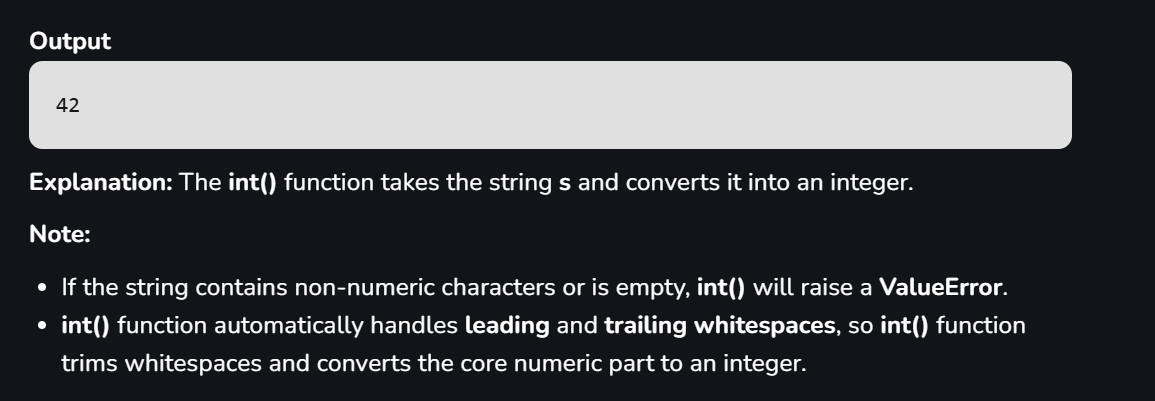 Output
42
Explanation: The int() function takes the string s and converts it into an integer.
Note:
• If the string contains non-numeric characters or is empty, int() will raise a ValueError.
• int() function automatically handles leading and trailing whitespaces, so int() function
trims whitespaces and converts the core numeric part to an integer.